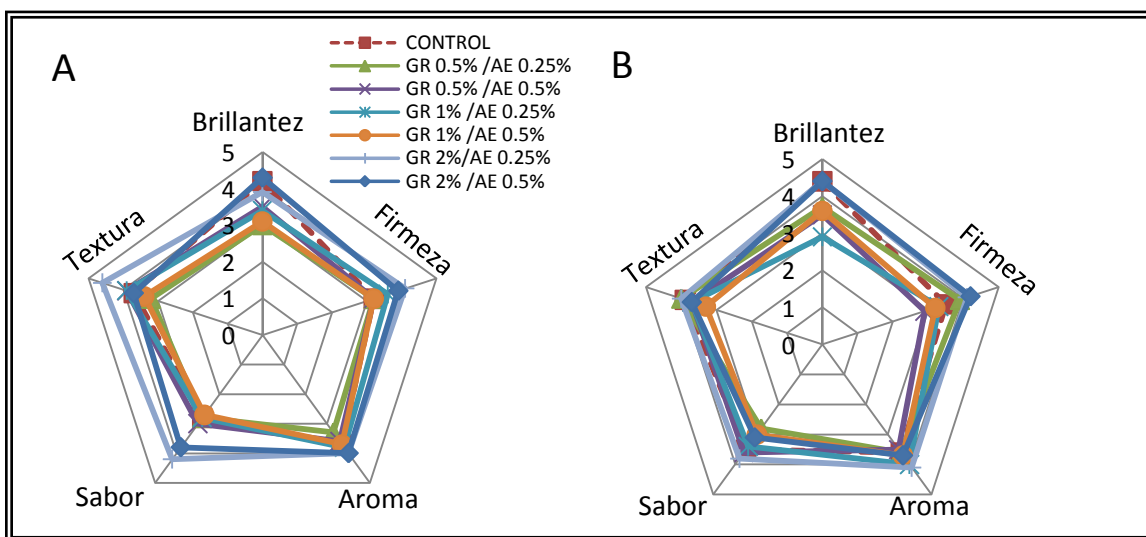 A
CONTROL
GR 0.5% /AE 0.25%
GR 0.5% /AE 0.5%
GR 1% /AE 0.25%
GR 1% /AE 0.5%
GR 2%/AE 0.25%
GR 2% /AE 0.5%
Brillantez
5
4
3
2
1
0
Firmeza
Aroma
Sabor
Textura
B
Brillantez
5
4
3
2
1
0
Firmeza
Aroma
Sabor
Textura